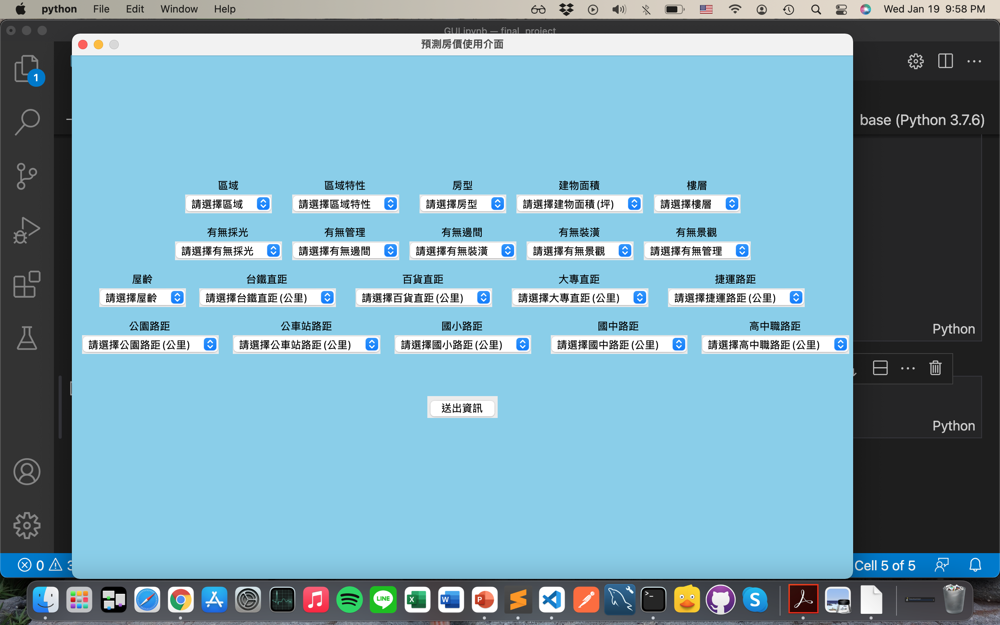 python File Edit Window Help Wed Jan 19 9:58 PM
GUI.ipynb — final_project
預測房價使用介面
1
base (Python 3.7.6)
區域 區域特性 房型 建物面積 樓層
請選擇區域 請選擇區域特性 請選擇房型 請選擇建物面積(坪) 請選擇樓層
有無採光 有無管理 有無邊間 有無裝潢 有無景觀
請選擇有無採光 請選擇有無邊間 請選擇有無裝潢 請選擇有無景觀 請選擇有無管理
屋齡 台鐵直距 百貨直距 大專直距 捷運路距
請選擇屋齡 請選擇台鐵直距(公里) 請選擇百貨直距(公里) 請選擇大專直距(公里) 請選擇捷運路距(公里)
公園路距 公車站路距 國小路距 國中路距 高中職路距
請選擇公園路距(公里) 請選擇公車站路距(公里) 請選擇國小路距(公里) 請選擇國中路距(公里) 請選擇高中職路距(公里)
Python
送出資訊
Python
0 3 Cell 5 of 5
LINE X W P >_ S